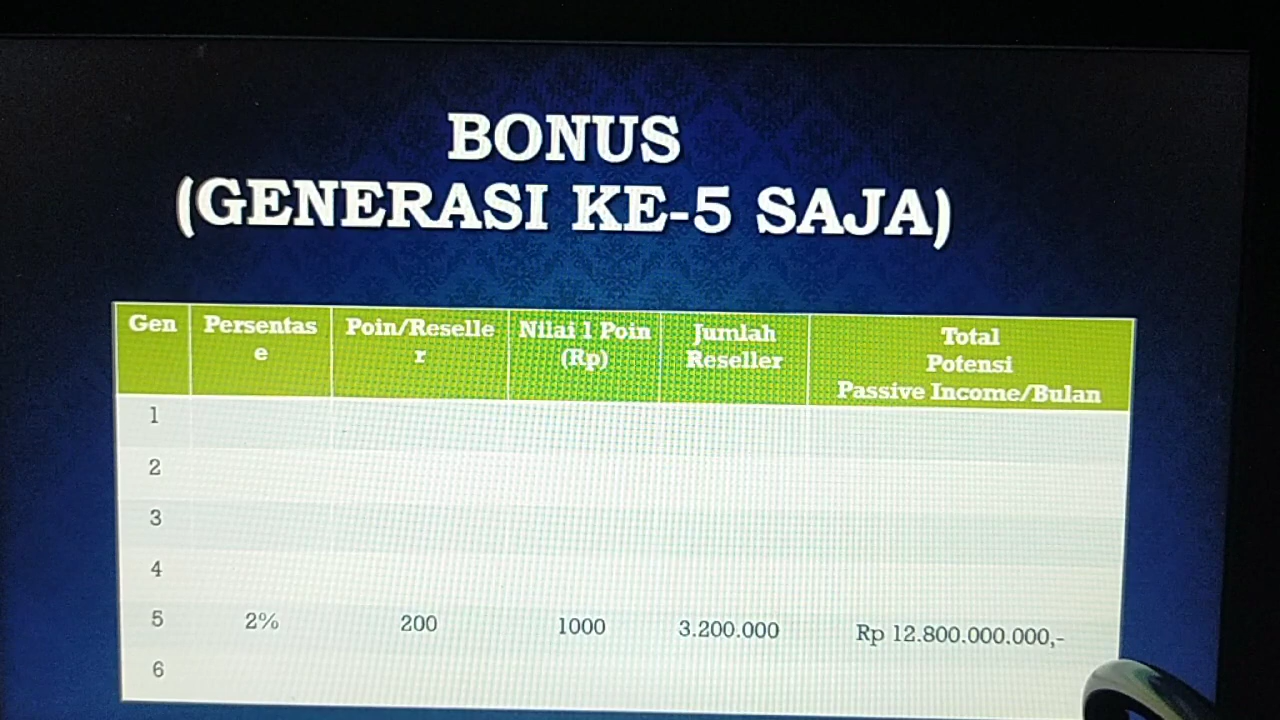 BONUS
(GENERASI KE-5 SAJA)
Gen Persentas Poin/Reselle Nilai 1 Poin Jumlah Total
e r (Rp) Reseller Potensi
Passive Income/Bulan
1
2
3
4
5 2% 200 1000 3.200.000 Rp 12.800.000.000,-
6